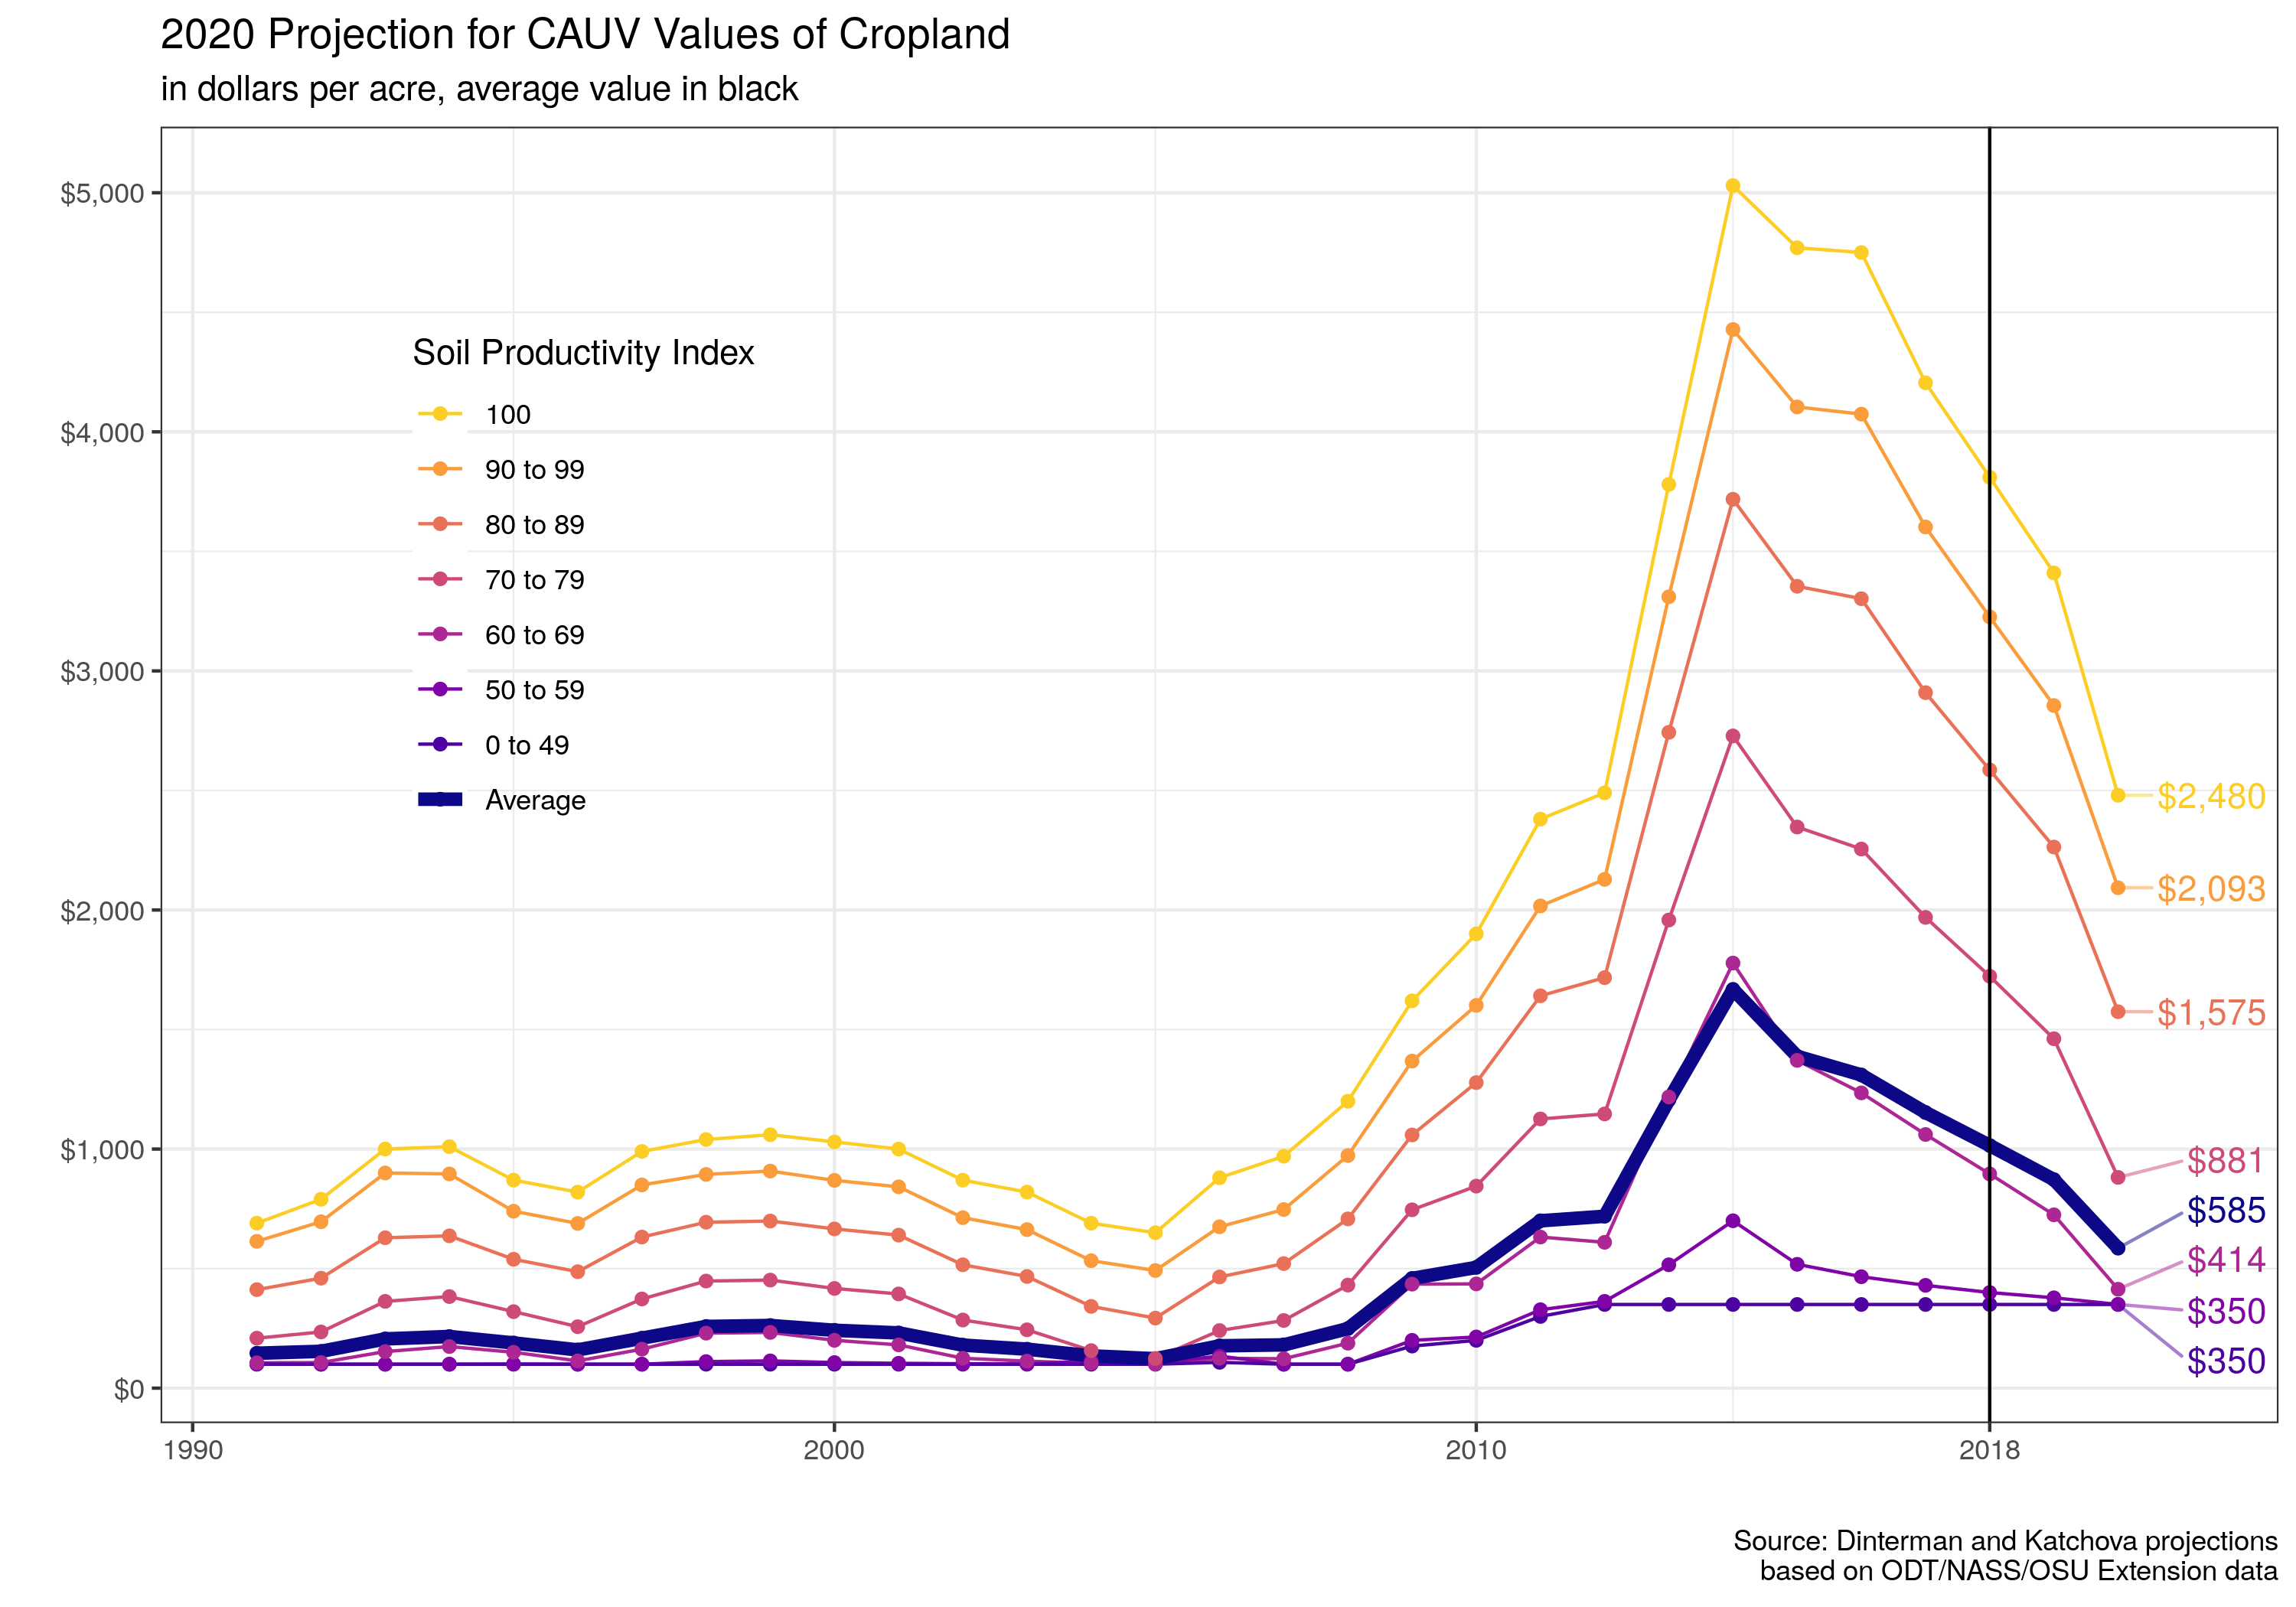 2020 Projection for CAUV Values of Cropland
in dollars per acre, average value in black
$5,000
$4,000
$3,000
$2,000
$1,000
$0
Soil Productivity Index
100
90 to 99
80 to 89
70 to 79
60 to 69
50 to 59
0 to 49
Average
$2,480
$2,093
$1,575
$881
$585
$414
$350
$350
1990
2000
2010
2018
Source: Dinterman and Katchova projections
based on ODT/NASS/OSU Extension data